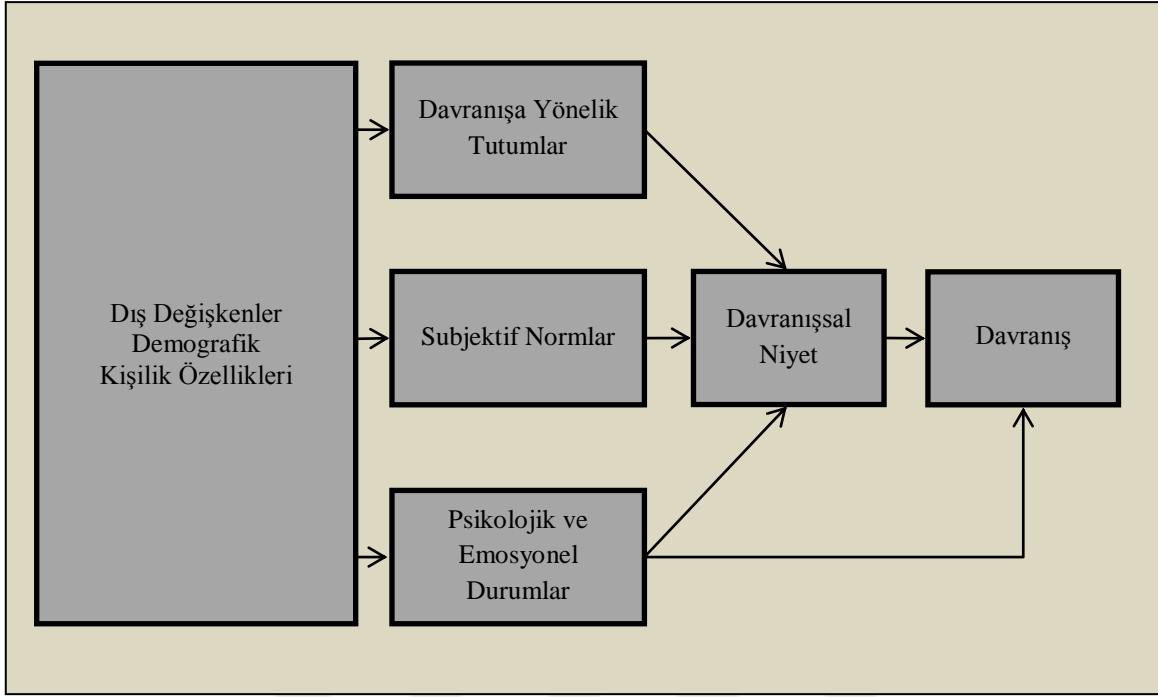 Dış Değişkenler
Demografik
Kişilik Özellikleri
Davranışa Yönelik
Tutumlar
Subjektif Normlar
Psikolojik ve
Emosyonel
Durumlar
Davranışsal
Niyet
Davranış